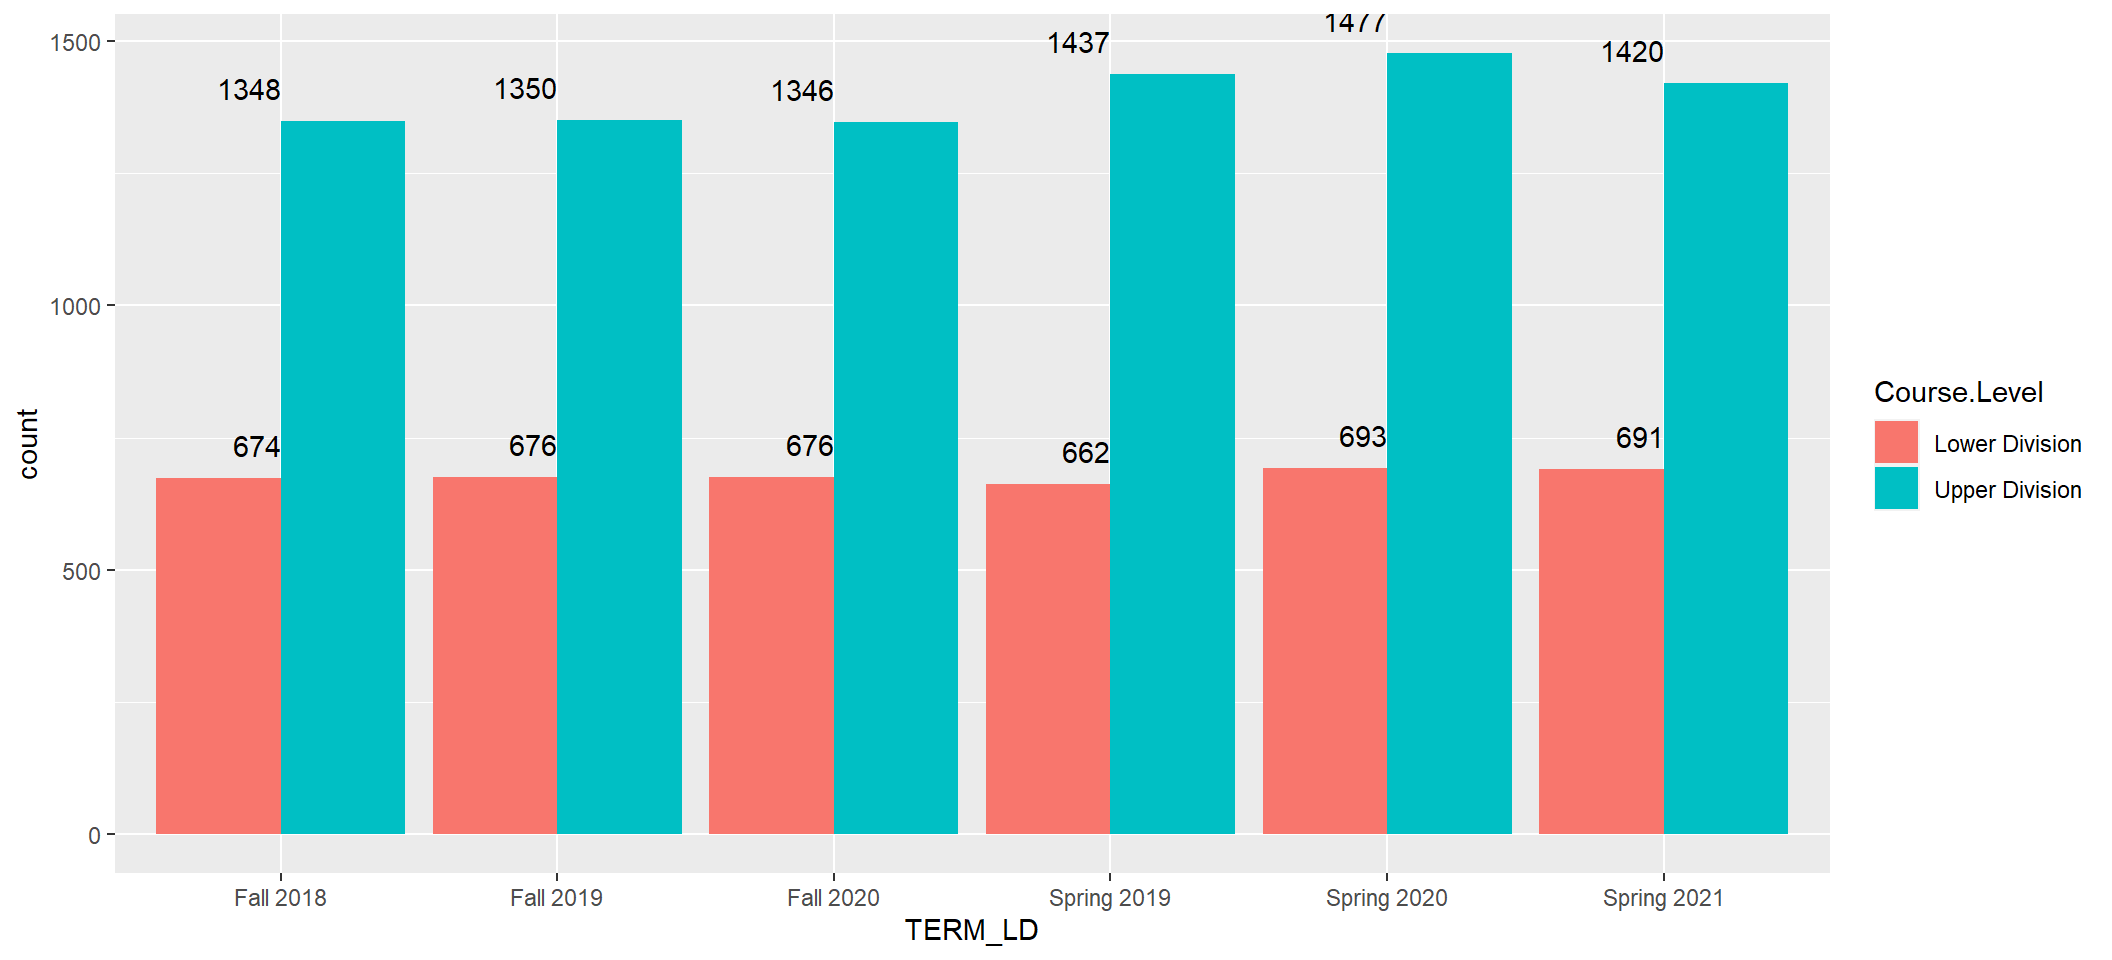 1500
1000
500
0
count
1348
1350
1346
1437
1477
1420
674
676
676
662
693
691
Fall 2018
Fall 2019
Fall 2020
Spring 2019
Spring 2020
Spring 2021
TERM_LD
Course.Level
Lower Division
Upper Division